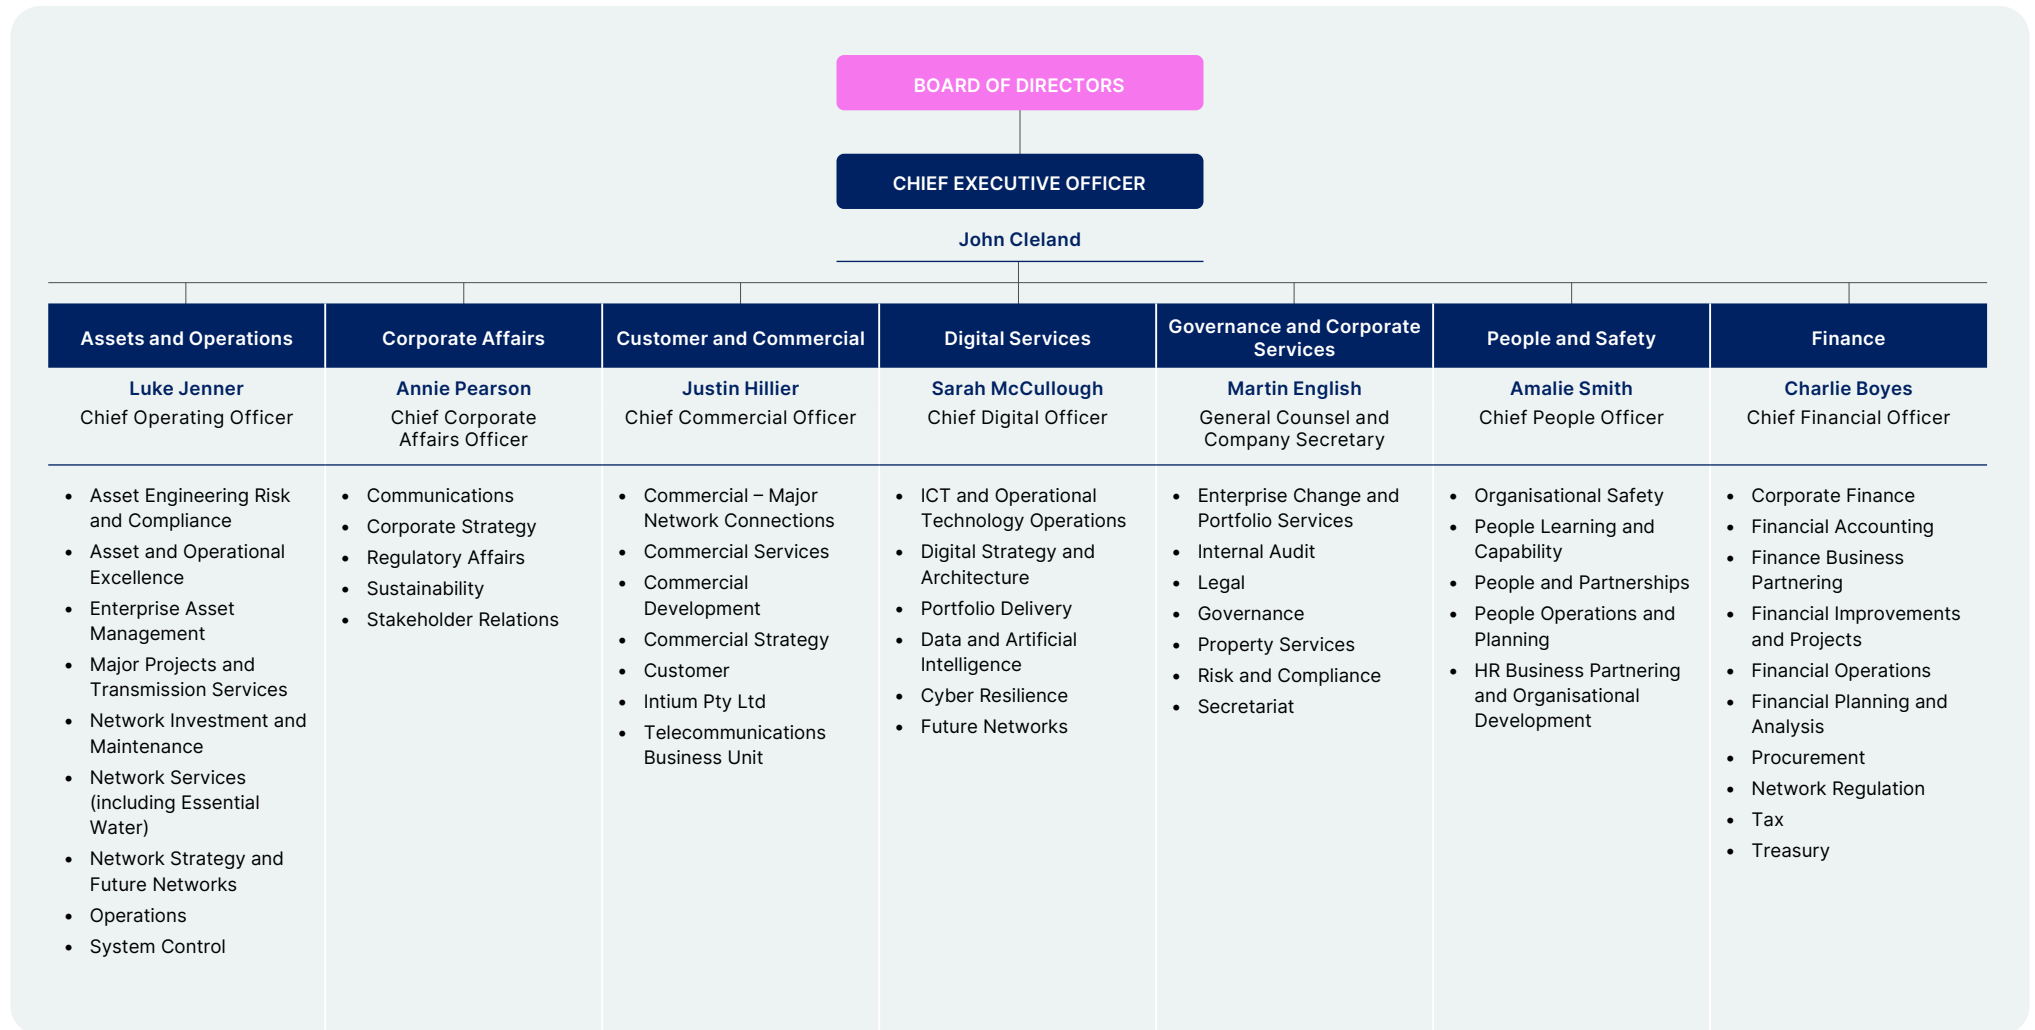 BOARD OF DIRECTORS
CHIEF EXECUTIVE OFFICER
John Cleland
Assets and Operations
Luke Jenner
Chief Operating Officer
• Asset Engineering Risk
and Compliance
• Asset and Operational
Excellence
• Enterprise Asset
Management
• Major Projects and
Transmission Services
• Network Investment and
Maintenance
• Network Services
(including Essential
Water)
• Network Strategy and
Future Networks
• Operations
• System Control
Corporate Affairs
Annie Pearson
Chief Corporate
Affairs Officer
• Communications
• Corporate Strategy
• Regulatory Affairs
• Sustainability
• Stakeholder Relations
Customer and Commercial
Justin Hillier
Chief Commercial Officer
• Commercial – Major
Network Connections
• Commercial Services
• Commercial
Development
• Commercial Strategy
• Customer
• Intium Pty Ltd
• Telecommunications
Business Unit
Digital Services
Sarah McCullough
Chief Digital Officer
• ICT and Operational
Technology Operations
• Digital Strategy and
Architecture
• Portfolio Delivery
• Data and Artificial
Intelligence
• Cyber Resilience
• Future Networks
Governance and Corporate
Services
Martin English
General Counsel and
Company Secretary
• Enterprise Change and
Portfolio Services
• Internal Audit
• Legal
• Governance
• Property Services
• Risk and Compliance
• Secretariat
People and Safety
Amalie Smith
Chief People Officer
• Organisational Safety
• People Learning and
Capability
• People and Partnerships
• People Operations and
Planning
• HR Business Partnering
and Organisational
Development
Finance
Charlie Boyes
Chief Financial Officer
• Corporate Finance
• Financial Accounting
• Finance Business
Partnering
• Financial Improvements
and Projects
• Financial Operations
• Financial Planning and
Analysis
• Procurement
• Network Regulation
• Tax
• Treasury